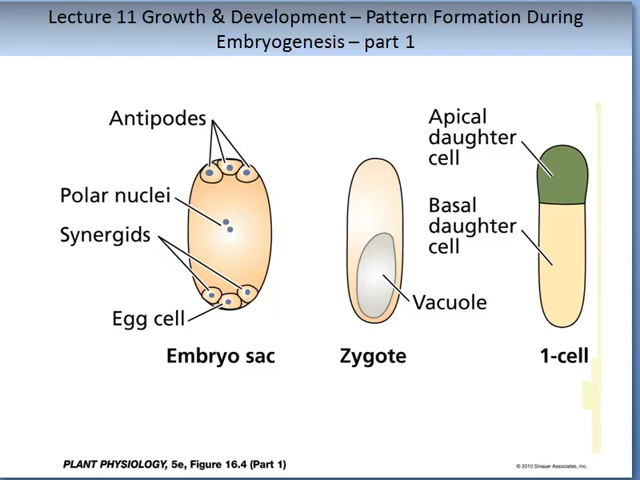 Lecture 11 Growth & Development – Pattern Formation During
Embryogenesis – part 1
Antipodes
Polar nuclei
Synergids
Egg cell
Embryo sac
Vacuole
Zygote
Apical
daughter
cell
Basal
daughter
cell
1-cell
PLANT PHYSIOLOGY, 5e, Figure 16.4 (Part 1)
© 2010 Sinauer Associates, Inc.